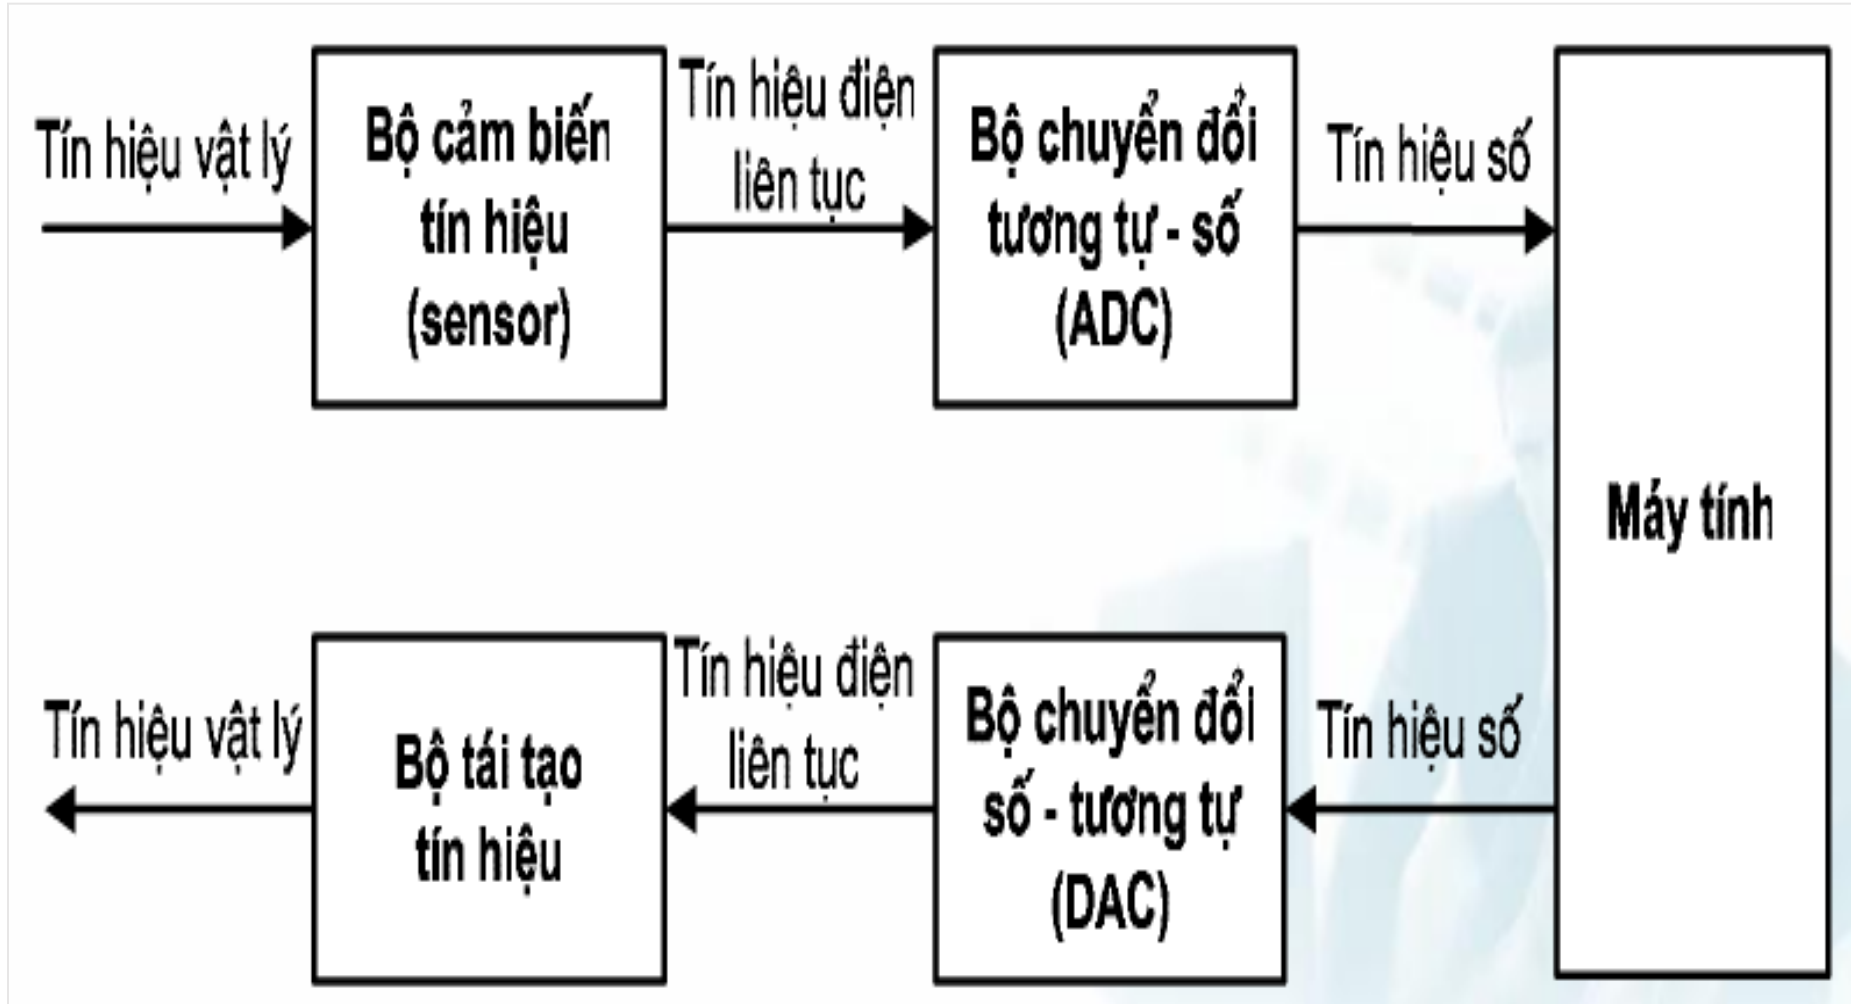 Tín hiệu vật lý
Bộ cảm biến
tín hiệu
(sensor)
Tín hiệu điện
liên tục
Bộ chuyển đổi
tương tự - số
(ADC)
Tín hiệu số
Máy tính
Tín hiệu số
Bộ chuyển đổi
số - tương tự
(DAC)
Tín hiệu điện
liên tục
Bộ tái tạo
tín hiệu
Tín hiệu vật lý